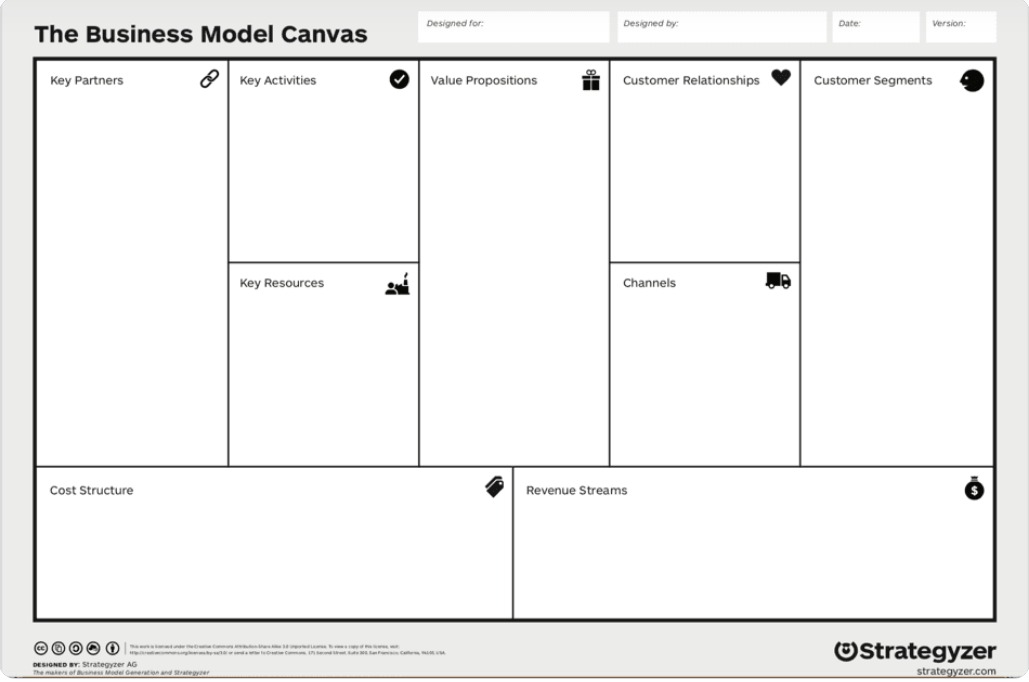 The Business Model Canvas
Designed for:
Designed by:
Date:
Version:
Key Partners
Key Activities
Value Propositions
Customer Relationships
Customer Segments
Key Resources
Channels
Cost Structure
Revenue Streams
$
cc
This work is licensed under the Creative Commons Attribution-Share Alike 3.0 Unported License. To view a copy of this license, visit:
http://creativecommons.org/licenses/by-sa/3.0/ or send a letter to Creative Commons, 171 Second Street, Suite 300, San Francisco, California, 94105, USA.
DESIGNED BY: Strategyzer AG
The makers of Business Model Generation and Strategyzer
Strategyzer
strategyzer.com